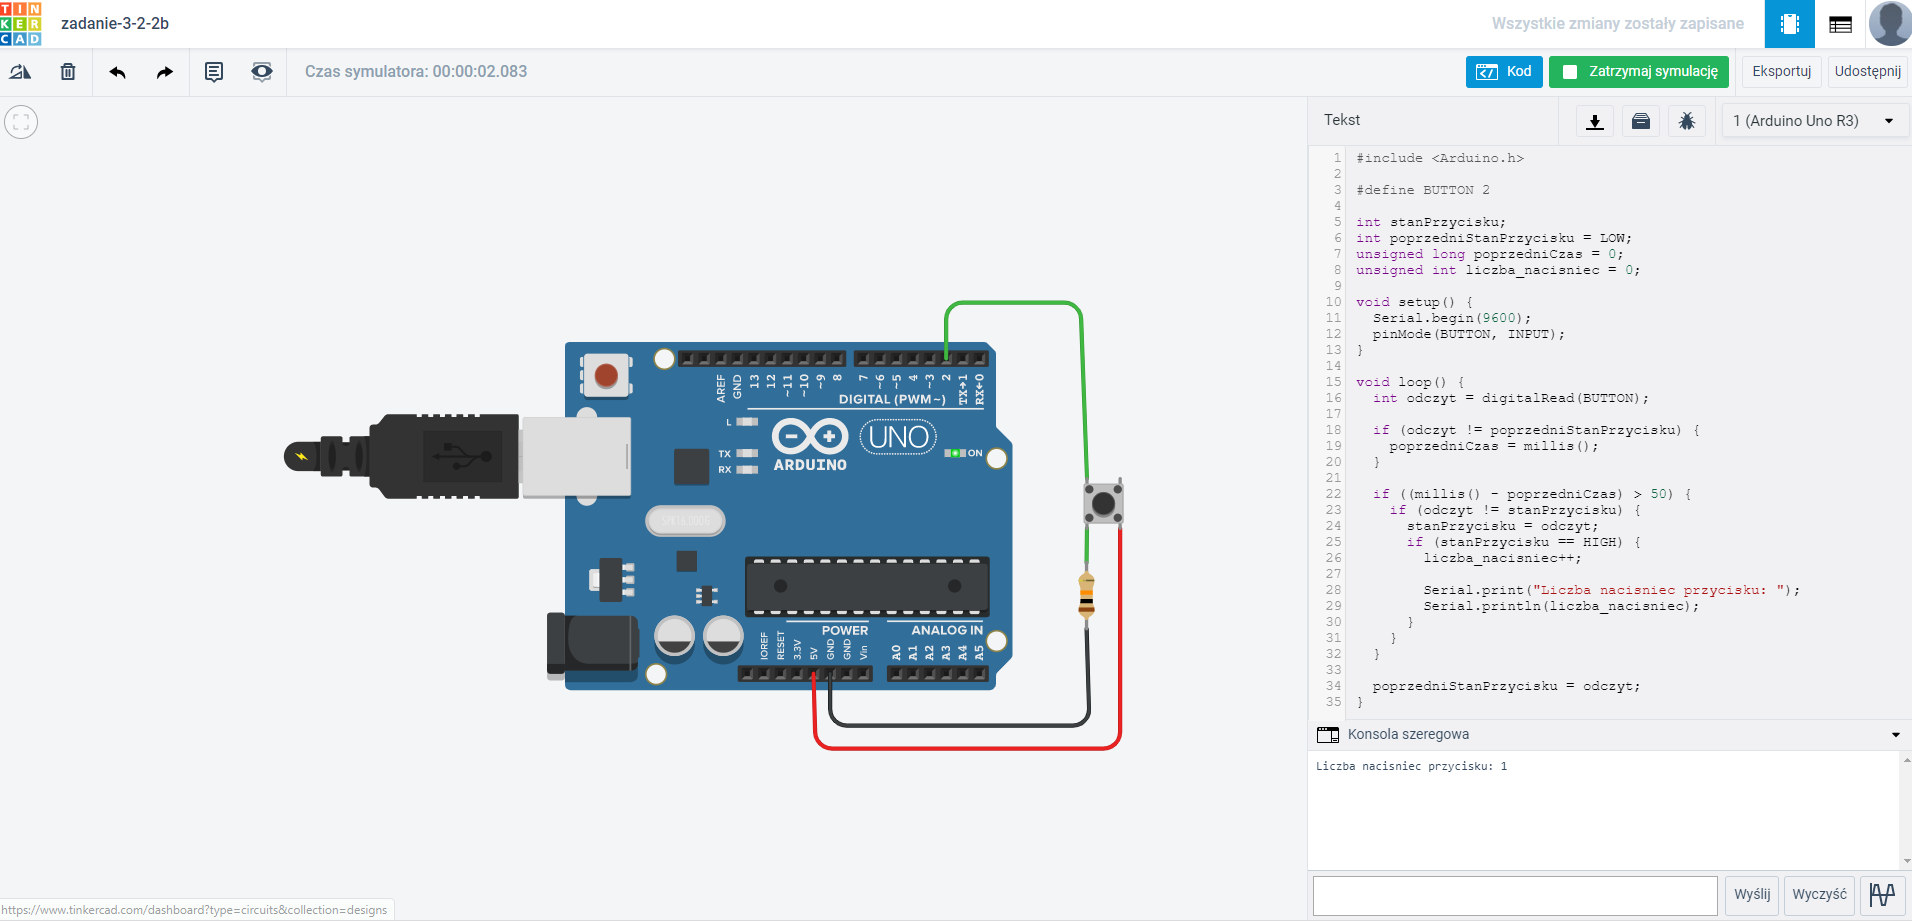 TIN
KER
CAD
zadanie-3-2-2b
Wszystkie zmiany zostały zapisane
Czas symulatora: 00:00:02.083
Kod
Zatrzymaj symulację
Eksportuj
Udostępnij
Tekst
1 (Arduino Uno R3)
1 #include <Arduino.h>
2
3 #define BUTTON 2
4
5 int stanPrzycisku;
6 int poprzedniStanPrzycisku = LOW;
7 unsigned long poprzedniCzas = 0;
8 unsigned int liczba_nacisniec = 0;
9
10 void setup() {
11   Serial.begin(9600);
12   pinMode(BUTTON, INPUT);
13 }
14
15 void loop() {
16   int odczyt = digitalRead(BUTTON);
17
18   if (odczyt != poprzedniStanPrzycisku) {
19     poprzedniCzas = millis();
20   }
21
22   if ((millis() - poprzedniCzas) > 50) {
23     if (odczyt != stanPrzycisku) {
24       stanPrzycisku = odczyt;
25       if (stanPrzycisku == HIGH) {
26         liczba_nacisniec++;
27
28         Serial.print("Liczba nacisniec przycisku: ");
29         Serial.println(liczba_nacisniec);
30       }
31     }
32   }
33
34   poprzedniStanPrzycisku = odczyt;
35 }
AREF
GND
13
12
~11
~10
~9
8
7
~6
~5
4
~3
2
TX→1
RX←0
DIGITAL (PWM~)
L
TX
RX
ARDUINO
UNO
ON
POWER
ANALOG IN
IOREF
RESET
3.3V
5V
GND
GND
Vin
A0
A1
A2
A3
A4
A5
Konsola szeregowa
Liczba nacisniec przycisku: 1
Wyślij
Wyczyść
https://www.tinkercad.com/dashboard?type=circuits&collection=designs